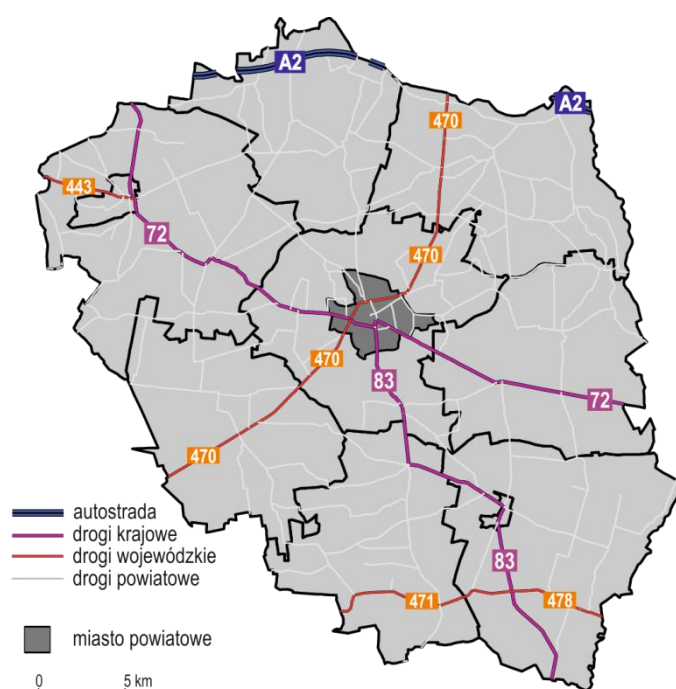 A2
A2
470
443
72
470
470
83
72
470
83
471
478
autostrada
drogi krajowe
drogi wojewódzkie
drogi powiatowe
miasto powiatowe
0 5 km